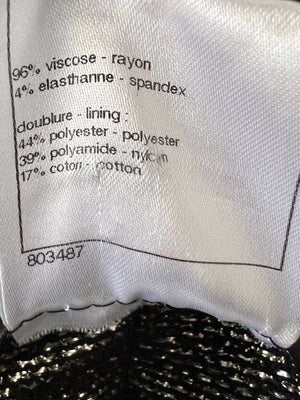 96% viscose - rayon
4% elasthanne - spandex
doublure - lining :
44% polyester - polyester
39% polyamide - nylon
17% coton - cotton
803487